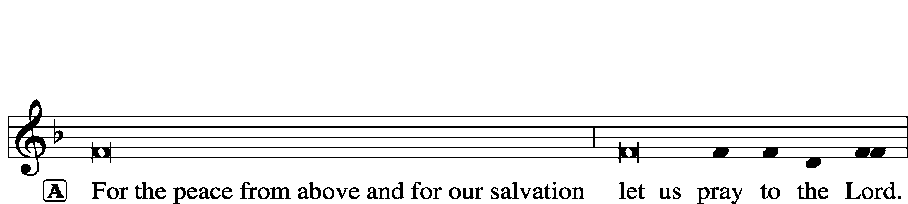 A For the peace from above and for our salvation let us pray to the Lord.